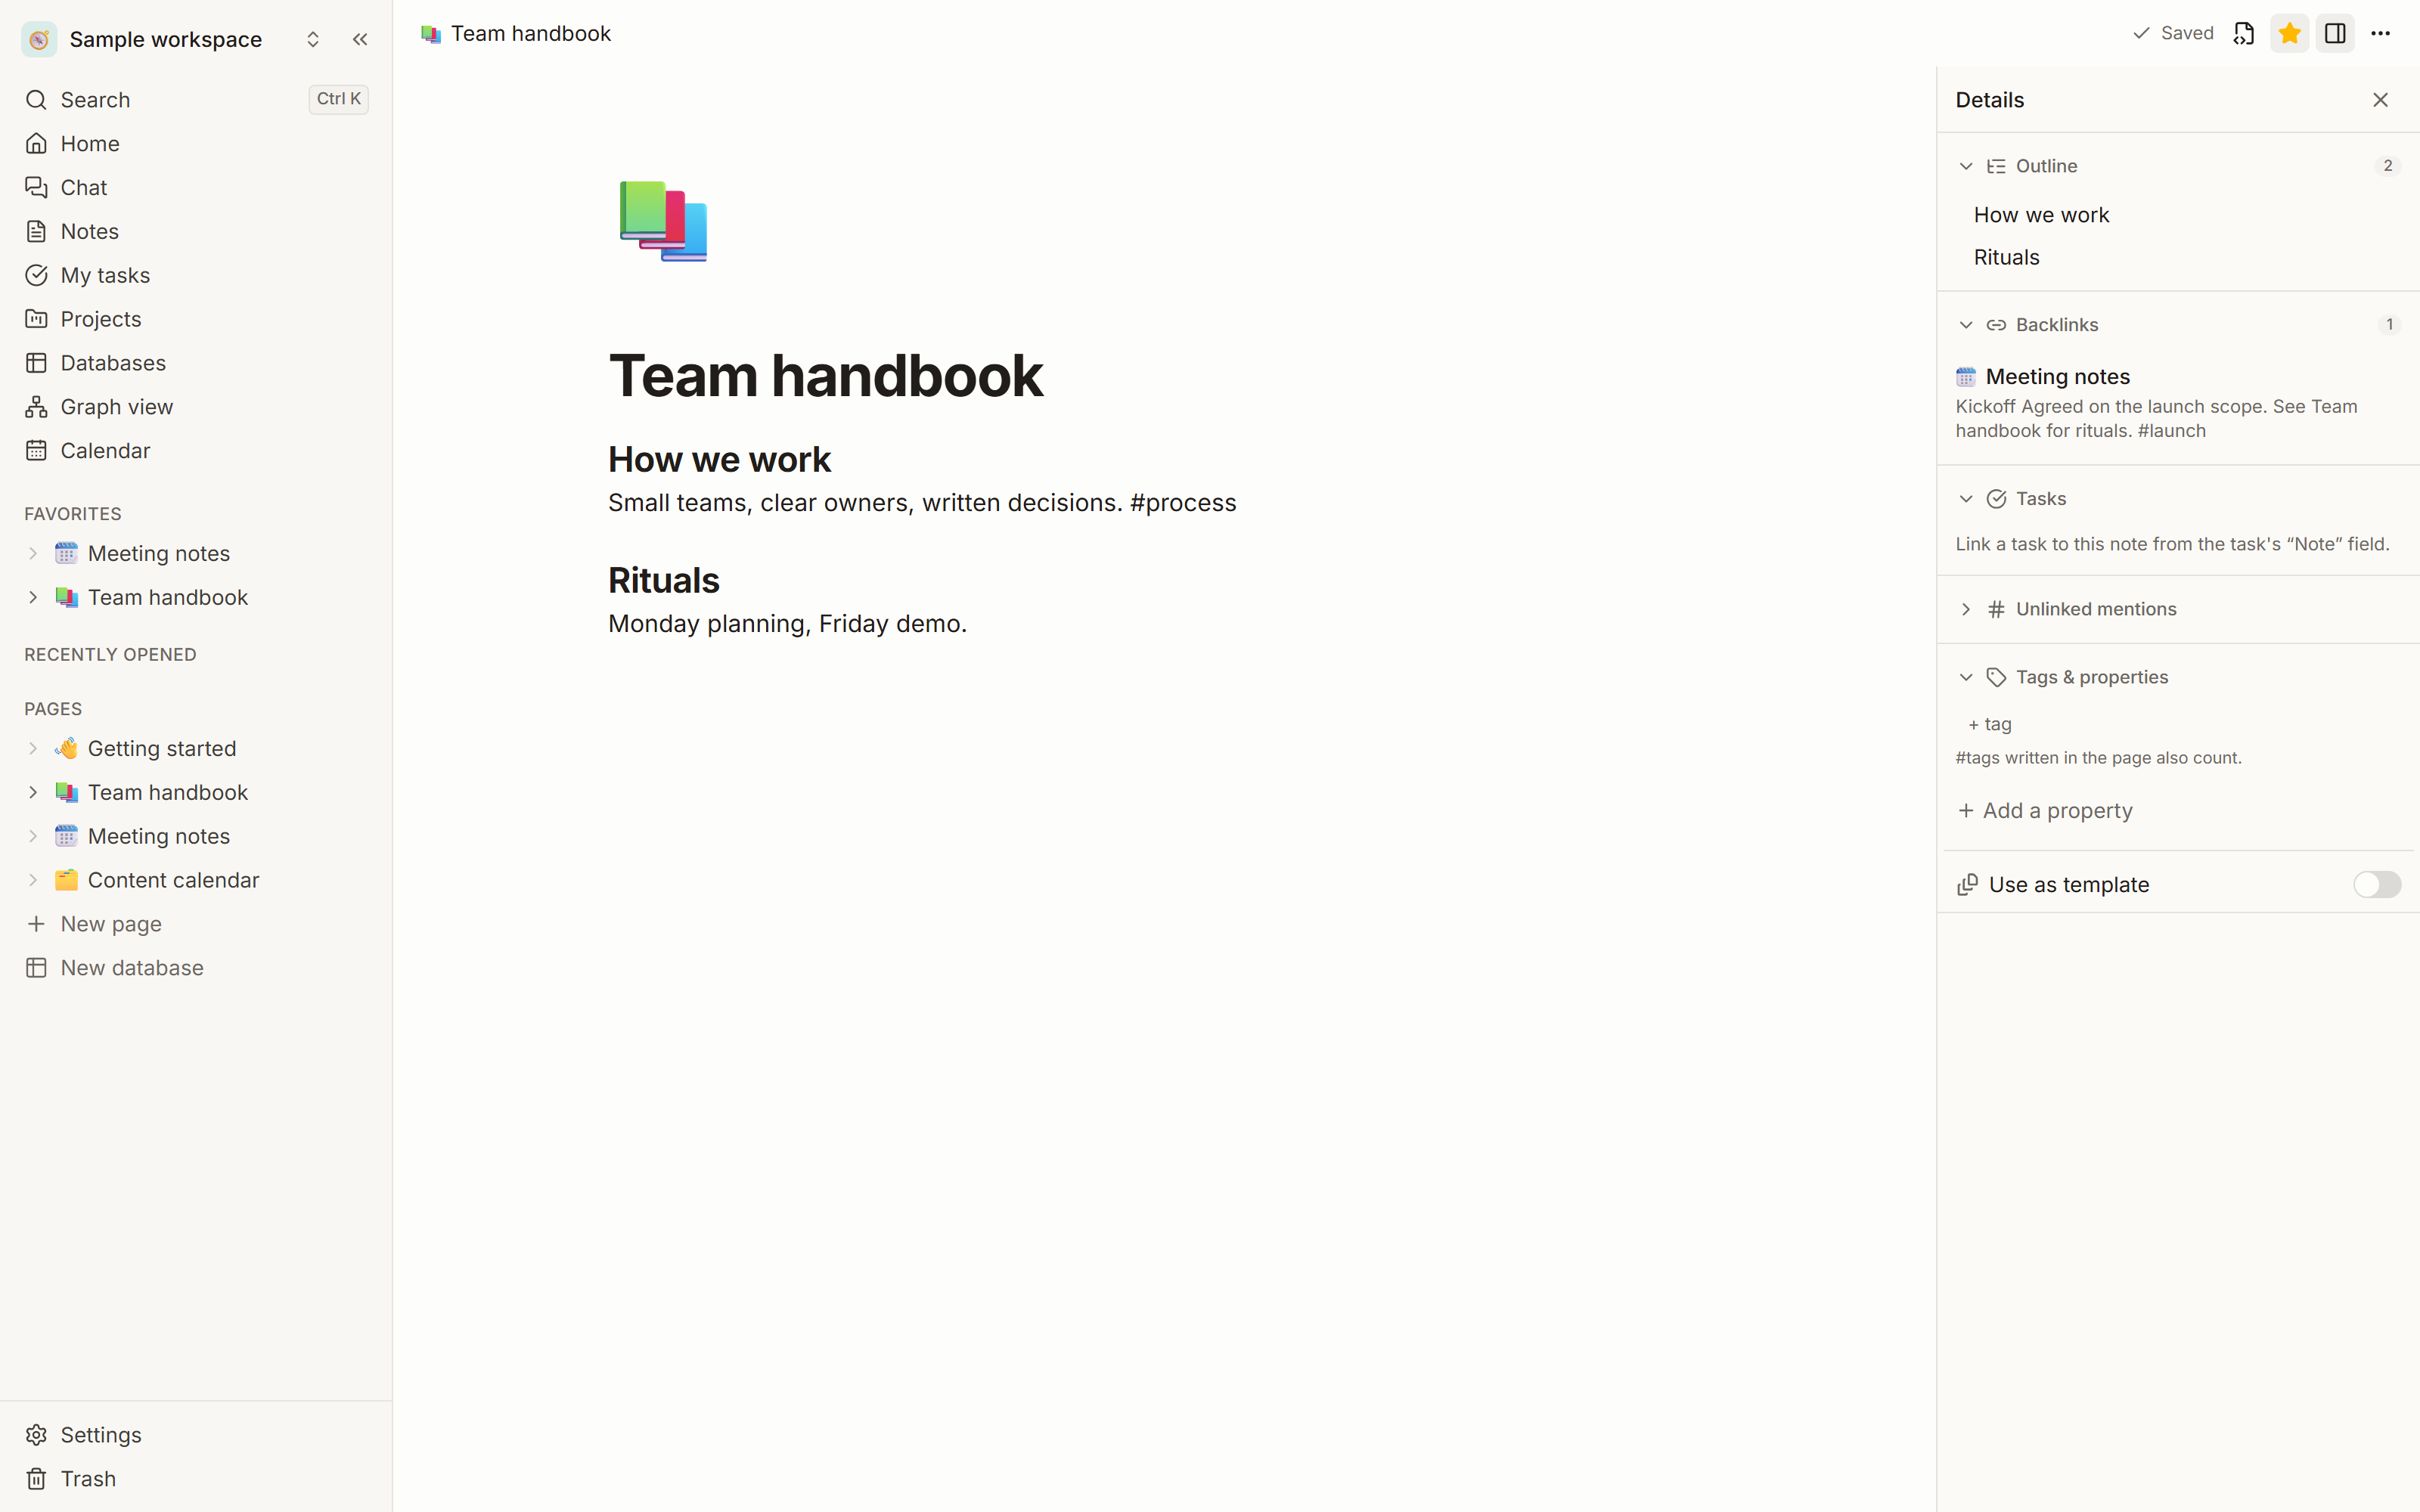 Sample workspace
Search
Ctrl K
Home
Chat
Notes
My tasks
Projects
Databases
Graph view
Calendar
FAVORITES
Meeting notes
Team handbook
RECENTLY OPENED
PAGES
Getting started
Team handbook
Meeting notes
Content calendar
New page
New database
Settings
Trash
Team handbook
Saved
Team handbook
How we work
Small teams, clear owners, written decisions. #process
Rituals
Monday planning, Friday demo.
Details
Outline
2
How we work
Rituals
Backlinks
1
Meeting notes
Kickoff Agreed on the launch scope. See Team
handbook for rituals. #launch
Tasks
Link a task to this note from the task's “Note” field.
Unlinked mentions
Tags & properties
+ tag
#tags written in the page also count.
Add a property
Use as template